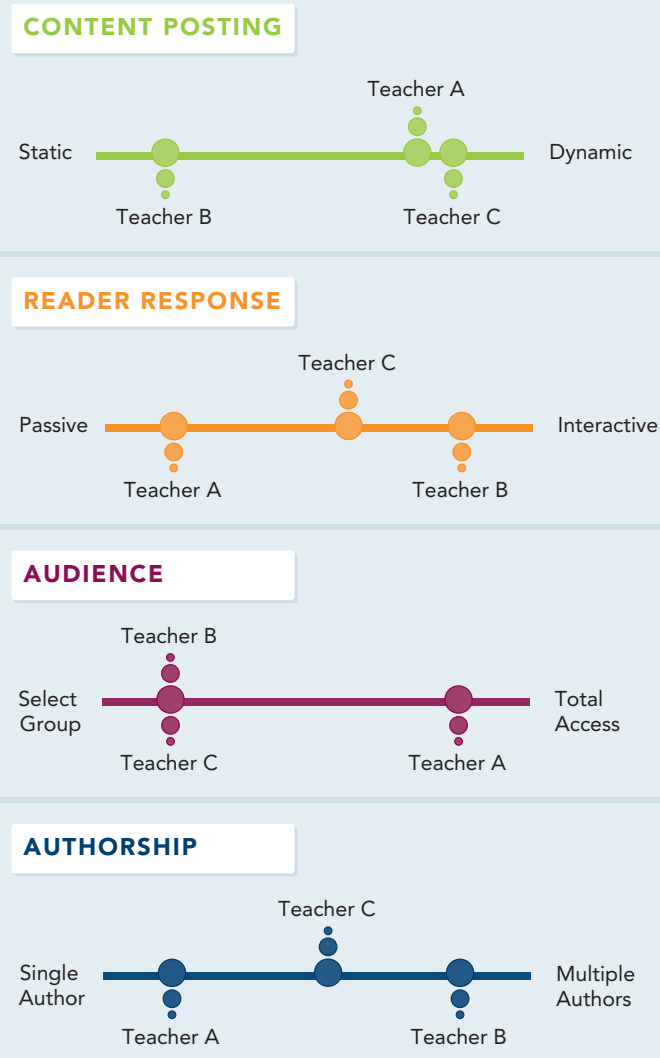 CONTENT POSTING
Teacher A
Static
Dynamic
Teacher B
Teacher C
READER RESPONSE
Teacher C
Passive
Interactive
Teacher A
Teacher B
AUDIENCE
Teacher B
Select
Group
Total
Access
Teacher C
Teacher A
AUTHORSHIP
Teacher C
Single
Author
Multiple
Authors
Teacher A
Teacher B